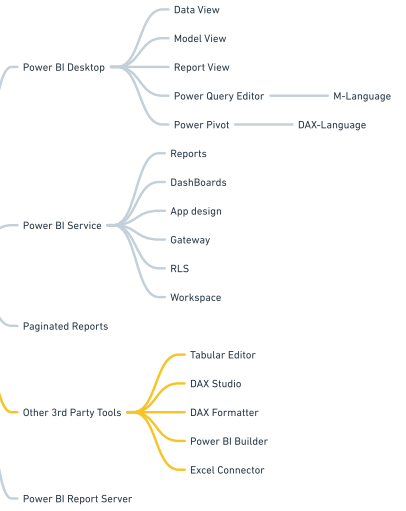 Data View
Model View
Power BI Desktop
Report View
Power Query Editor
M-Language
Power Pivot
DAX-Language
Reports
DashBoards
App design
Power BI Service
Gateway
RLS
Workspace
Paginated Reports
Tabular Editor
DAX Studio
Other 3rd Party Tools
DAX Formatter
Power BI Builder
Excel Connector
Power BI Report Server